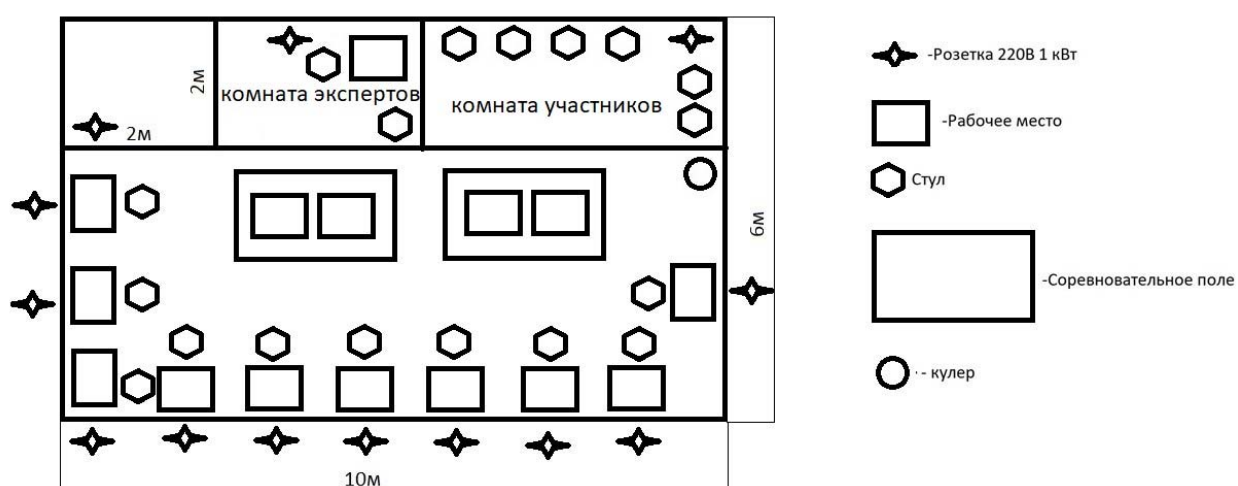 2м
комната экспертов
2м
комната участников
6м
10м
-Розетка 220В 1 кВт
-Рабочее место
Стул
-Соревновательное поле
- кулер